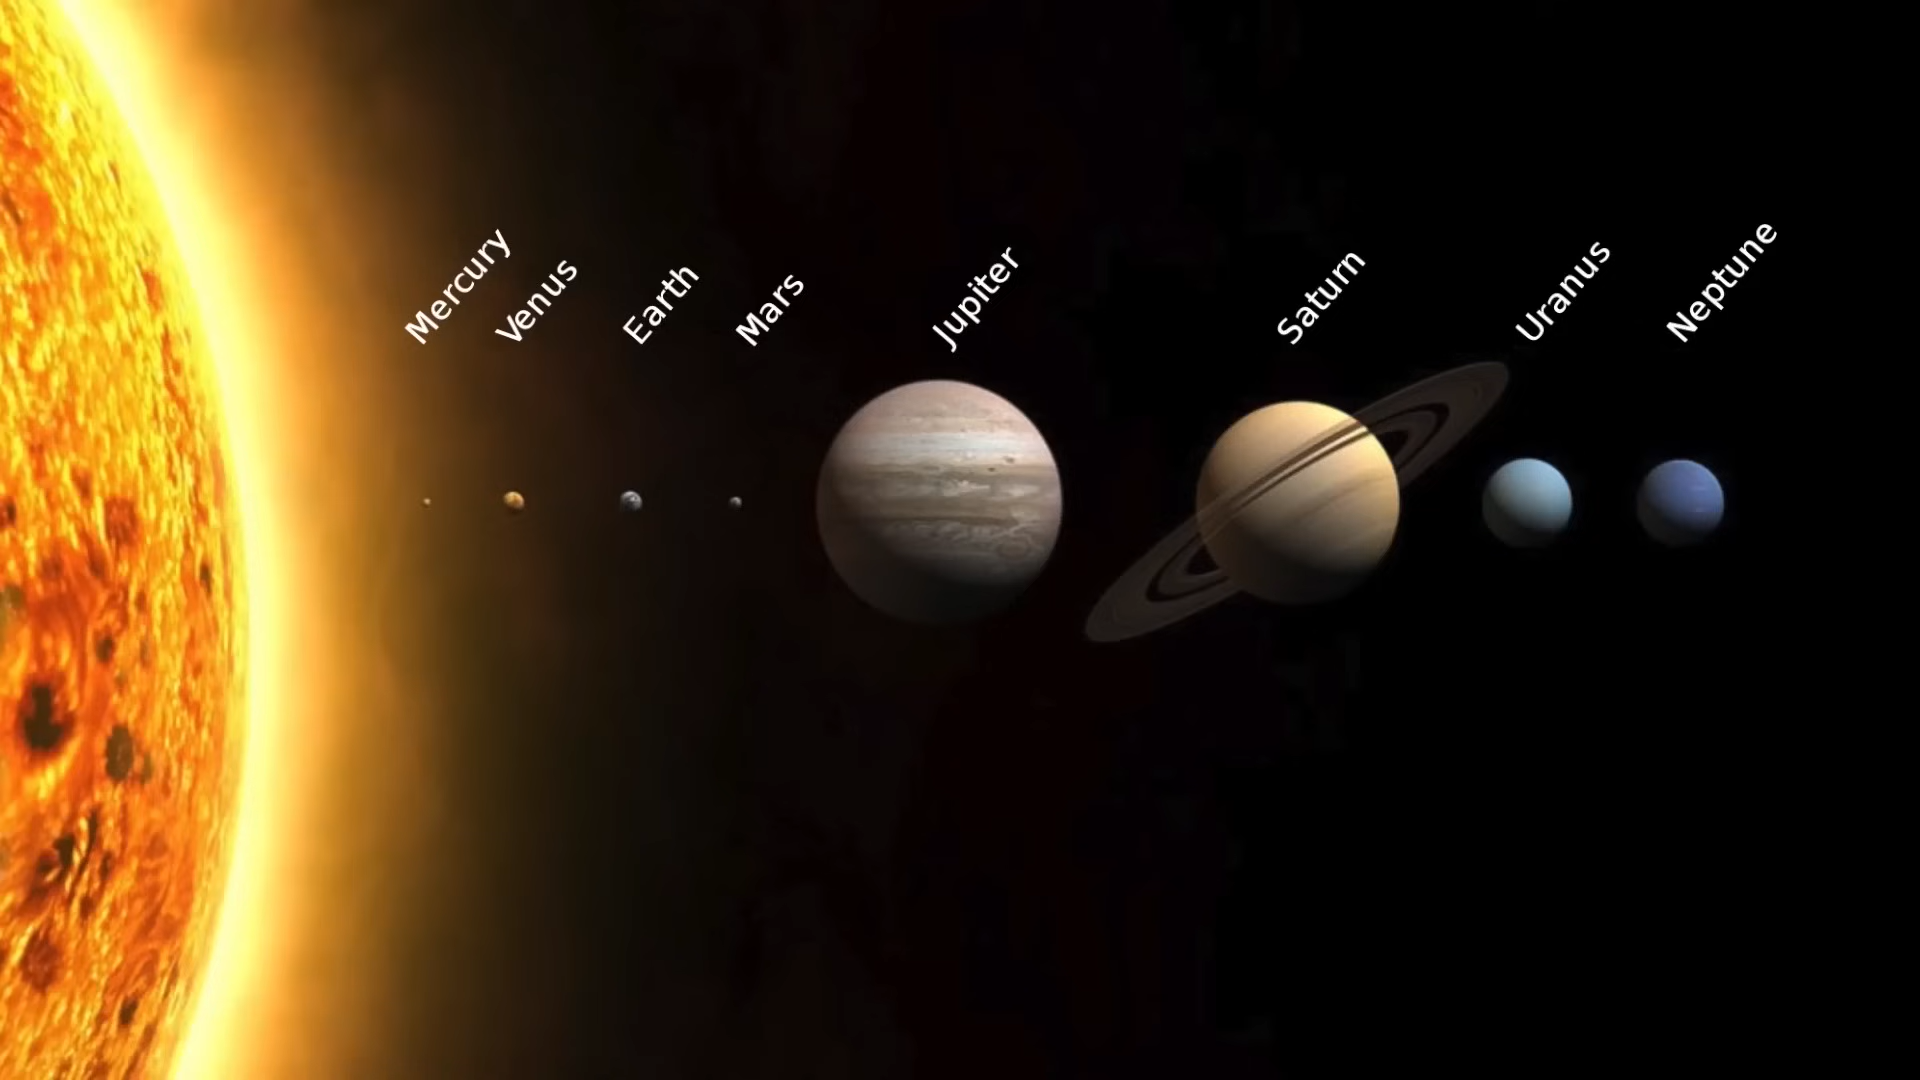 Mercury
Venus
Earth
Mars
Jupiter
Saturn
Uranus
Neptune